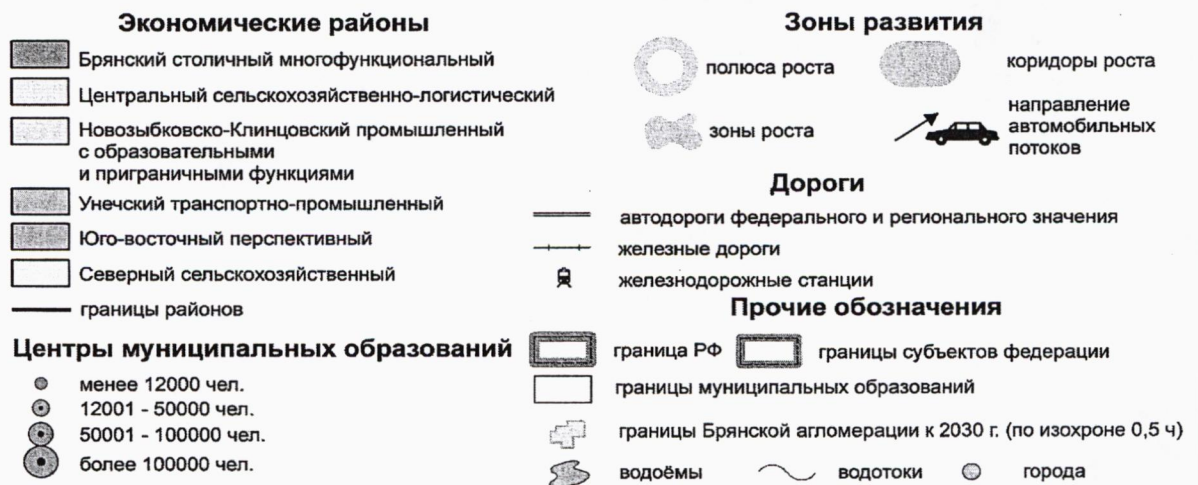 Экономические районы
Брянский столичный многофункциональный
Центральный сельскохозяйственно-логистический
Новозыбковско-Клинцовский промышленный
с образовательными
и приграничными функциями
Унечский транспортно-промышленный
Юго-восточный перспективный
Северный сельскохозяйственный
границы районов
Центры муниципальных образований
менее 12000 чел.
12001 - 50000 чел.
50001 - 100000 чел.
более 100000 чел.
Зоны развития
полюса роста
коридоры роста
зоны роста
направление
автомобильных
потоков
Дороги
автодороги федерального и регионального значения
железные дороги
железнодорожные станции
Прочие обозначения
граница РФ
границы субъектов федерации
границы муниципальных образований
границы Брянской агломерации к 2030 г. (по изохроне 0,5 ч)
водоёмы
водотоки
города